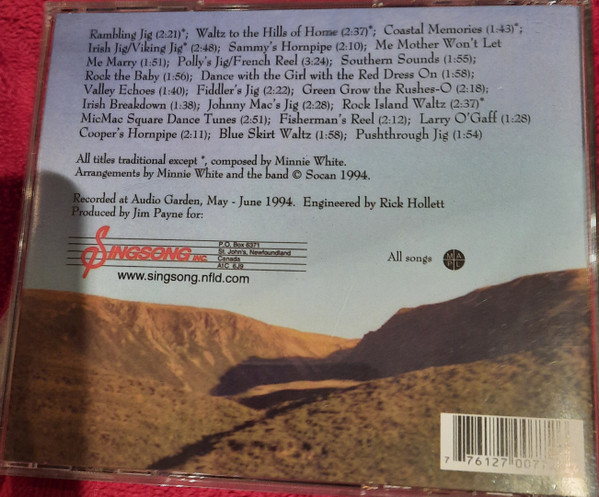 Rambling Jig (2:21)*; Waltz to the Hills of Home (2:37)*; Coastal Memories (1:43)*;
Irish Jig/Viking Jig* (2:48); Sammy's Hornpipe (2:10); Me Mother Won't Let
Me Marry (1:51); Polly's Jig/French Reel (3:24); Southern Sounds (1:55);
Rock the Baby (1:56); Dance with the Girl with the Red Dress On (1:58);
Valley Echoes (1:40); Fiddler's Jig (2:22); Green Grow the Rushes-O (2:18);
Irish Breakdown (1:38); Johnny Mac's Jig (2:28); Rock Island Waltz (2:37)*
MicMac Square Dance Tunes (2:51); Fisherman's Reel (2:12); Larry O'Gaff (1:28)
Cooper's Hornpipe (2:11); Blue Skirt Waltz (1:58); Pushthrough Jig (1:54)
All titles traditional except *, composed by Minnie White.
Arrangements by Minnie White and the band © Socan 1994.
Recorded at Audio Garden, May - June 1994. Engineered by Rick Hollett
Produced by Jim Payne for:
SINGSONG INC.
P.O. Box 6371
St. John's, Newfoundland
Canada
A1C 6J9
www.singsong.nfld.com
All songs
M A P L
7 76127 007